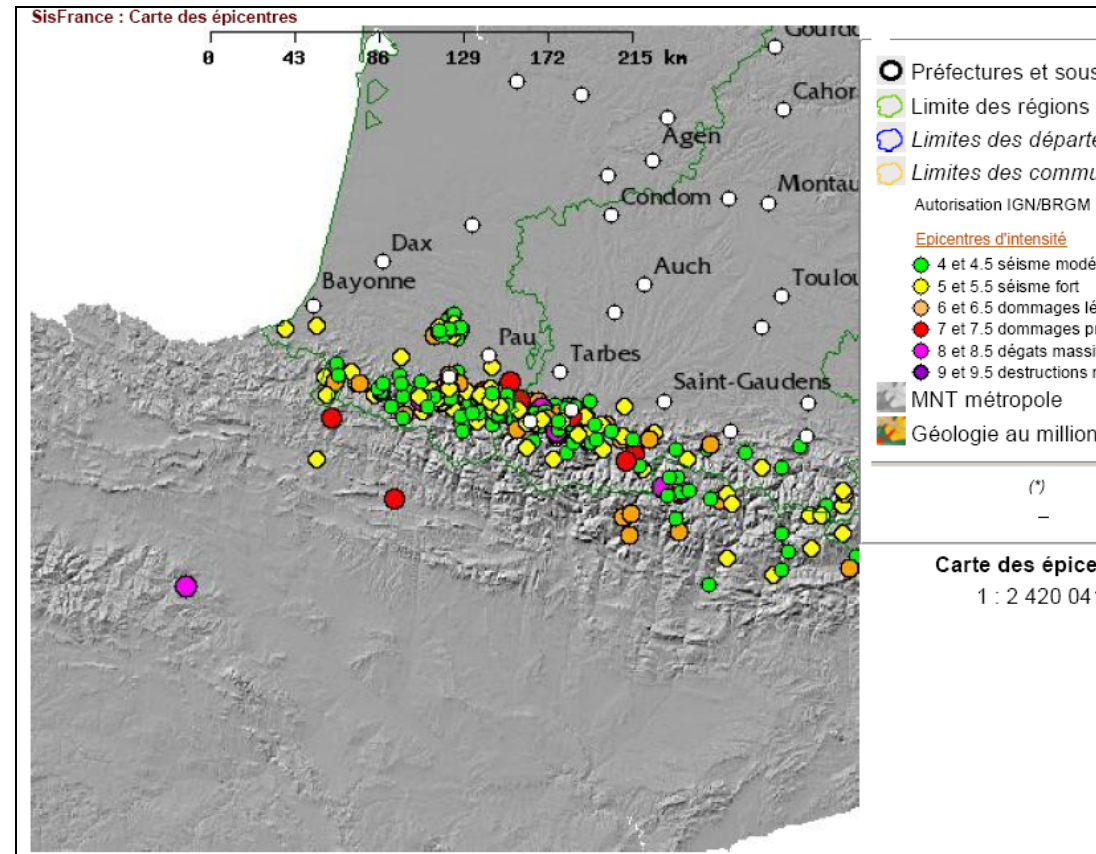 SisFrance : Carte des épicentres
0 43 86 129 172 215 km
Gourdo
Cahor
Agen
Condom
Montau
Dax
Auch
Toulou
Bayonne
Pau
Tarbes
Saint-Gaudens
Préfectures et sous
Limite des régions
Limites des départe
Limites des commu
Autorisation IGN/BRGM
Epicentres d'intensité
4 et 4.5 séisme modé
5 et 5.5 séisme fort
6 et 6.5 dommages lé
7 et 7.5 dommages pr
8 et 8.5 dégats massi
9 et 9.5 destructions n
MNT métropole
Géologie au million
(*)
–
Carte des épice
1 : 2 420 041